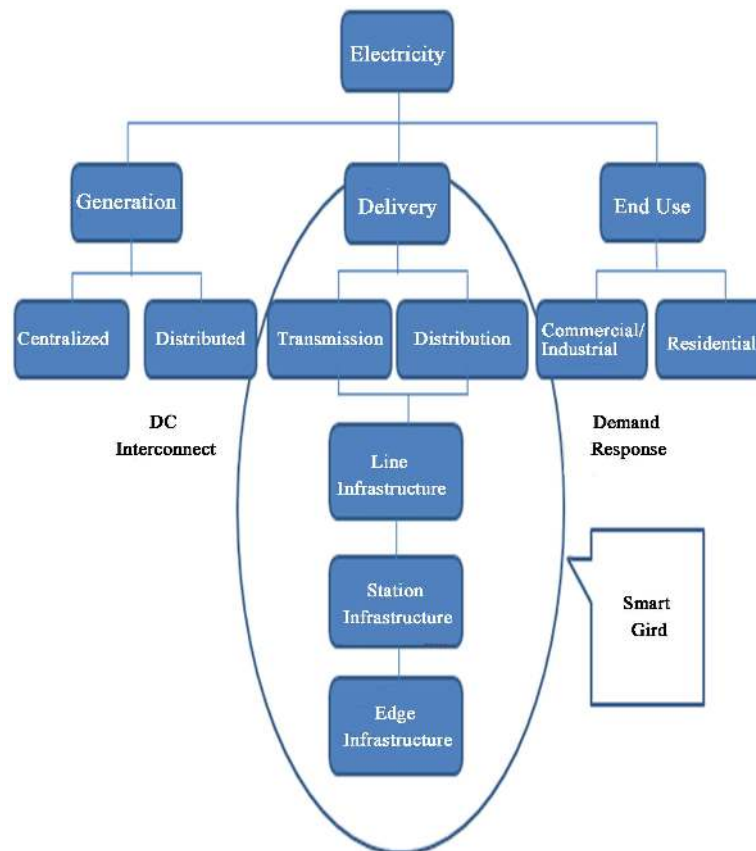 Electricity
Generation
Delivery
End Use
Centralized
Distributed
Transmission
Distribution
Commercial/
Industrial
Residential
DC
Interconnect
Demand
Response
Line
Infrastructure
Station
Infrastructure
Smart
Gird
Edge
Infrastructure